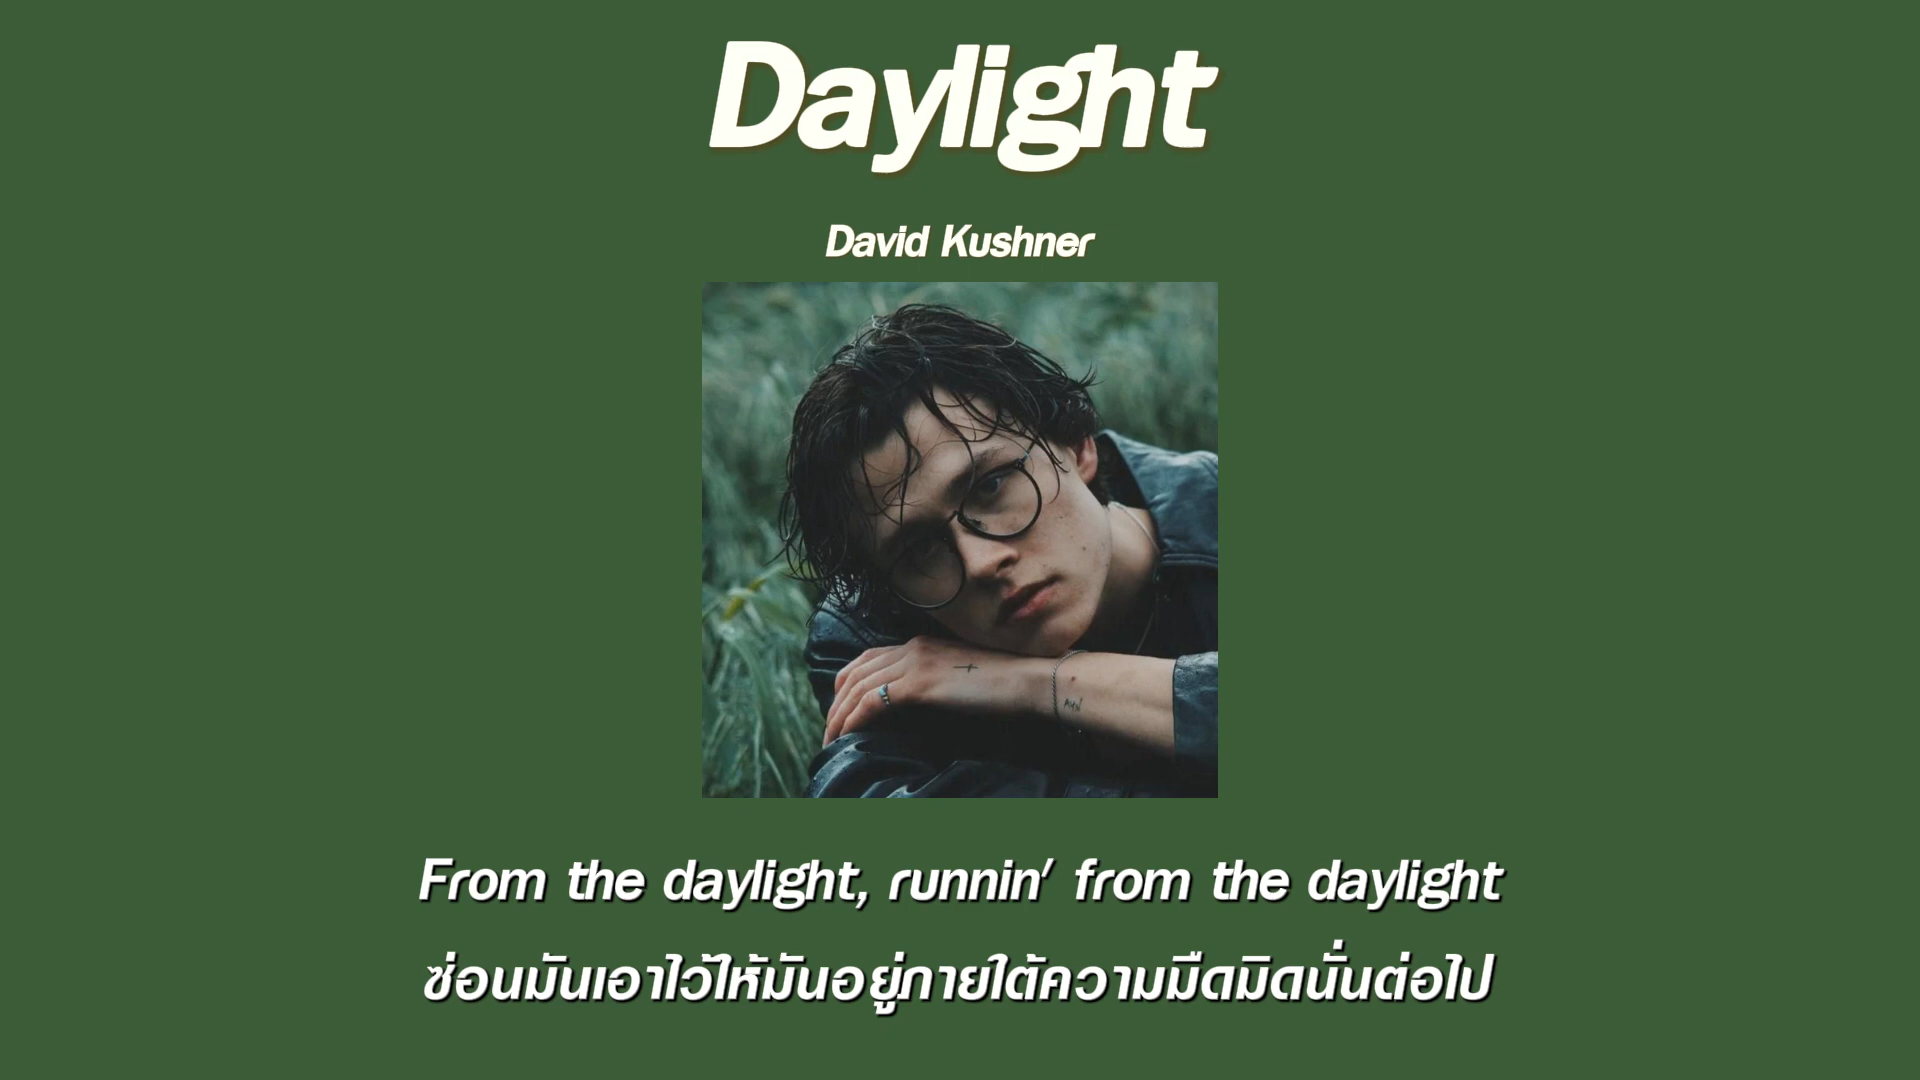 Daylight
David Kushner
From the daylight, runnin' from the daylight
ซ่อนมันเอาไว้ให้มันอยู่ภายใต้ความมืดมิดนั่นต่อไป